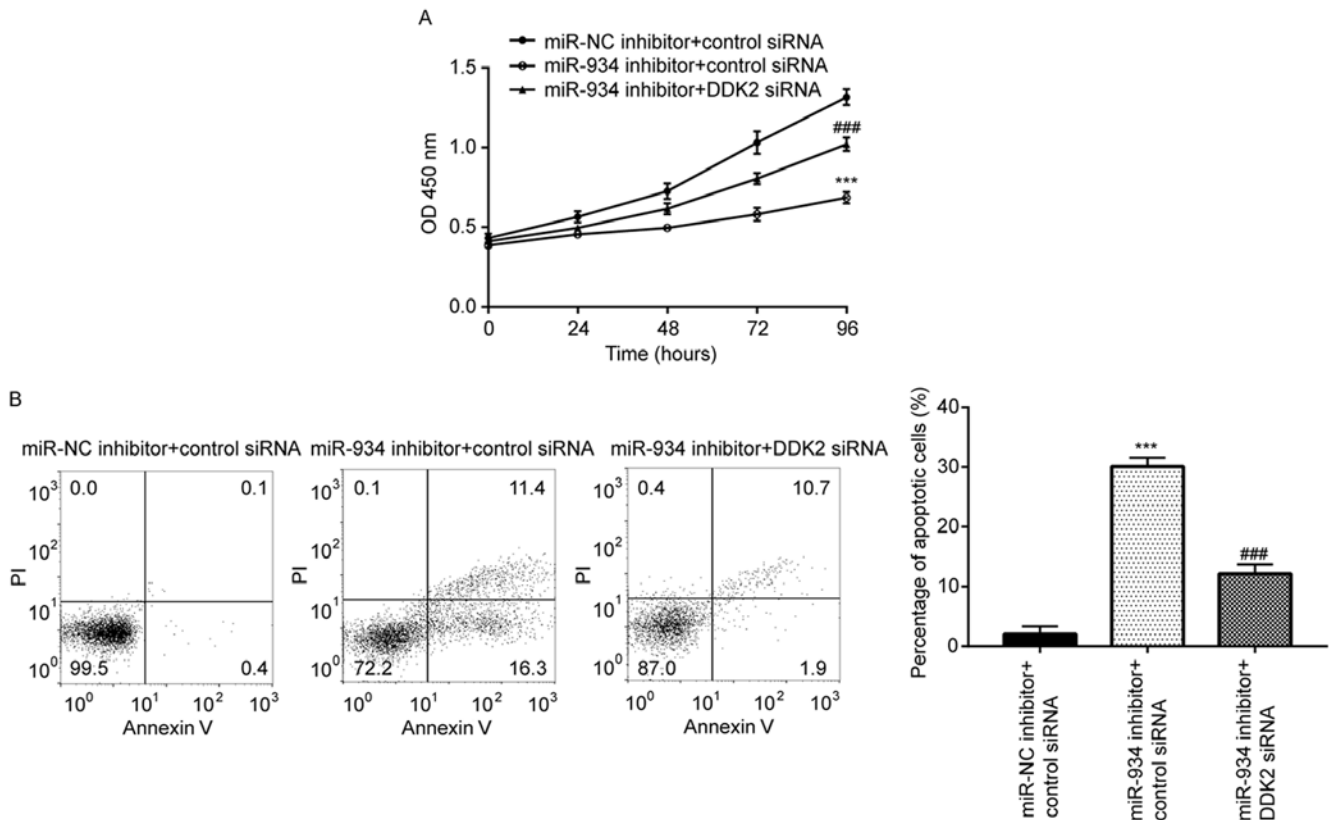 A
miR-NC inhibitor+control siRNA
miR-934 inhibitor+control siRNA
miR-934 inhibitor+DDK2 siRNA
1.5
1.0
0.5
0.0
OD 450 nm
###
***
0 24 48 72 96
Time (hours)
B
miR-NC inhibitor+control siRNA
0.0 0.1
99.5 0.4
10³
10²
10¹
10⁰
PI
10⁰ 10¹ 10² 10³
Annexin V
miR-934 inhibitor+control siRNA
0.1 11.4
72.2 16.3
10³
10²
10¹
10⁰
PI
10⁰ 10¹ 10² 10³
Annexin V
miR-934 inhibitor+DDK2 siRNA
0.4 10.7
87.0 1.9
10³
10²
10¹
10⁰
PI
10⁰ 10¹ 10² 10³
Annexin V
Percentage of apoptotic cells (%)
40
30
20
10
0
***
###
miR-NC inhibitor+
control siRNA
miR-934 inhibitor+
control siRNA
miR-934 inhibitor+
DDK2 siRNA